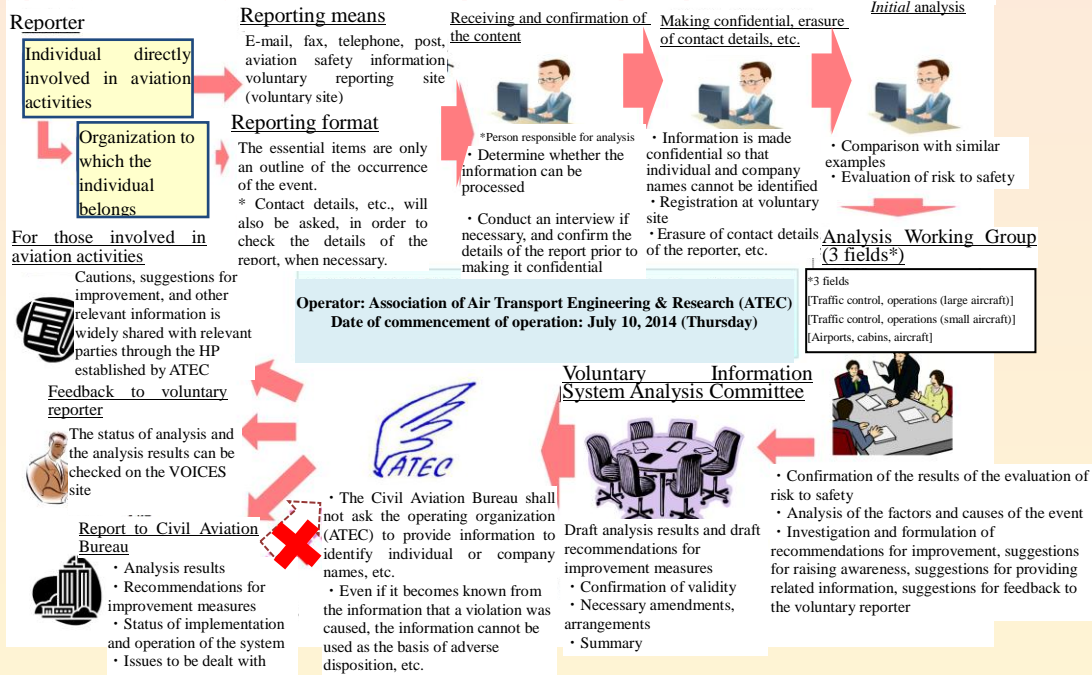 Reporter
Individual directly
involved in aviation
activities
Organization to
which the
individual
belongs
Reporting means
E-mail, fax, telephone, post,
aviation safety information
voluntary reporting site
(voluntary site)
Reporting format
The essential items are only
an outline of the occurrence
of the event.
* Contact details, etc., will
also be asked, in order to
check the details of the
report, when necessary.
Receiving and confirmation of
the content
*Person responsible for analysis
・Determine whether the
information can be
processed
・Conduct an interview if
necessary, and confirm the
details of the report prior to
making it confidential
Making confidential, erasure
of contact details, etc.
・Information is made
confidential so that
individual and company
names cannot be identified
・Registration at voluntary
site
・Erasure of contact details
of the reporter, etc.
Initial analysis
・Comparison with similar
examples
・Evaluation of risk to safety
Analysis Working Group
(3 fields*)
*3 fields
[Traffic control, operations (large aircraft)]
[Traffic control, operations (small aircraft)]
[Airports, cabins, aircraft]
・Confirmation of the results of the evaluation of
risk to safety
・Analysis of the factors and causes of the event
・Investigation and formulation of
recommendations for improvement, suggestions
for raising awareness, suggestions for providing
related information, suggestions for feedback to
the voluntary reporter
Operator: Association of Air Transport Engineering & Research (ATEC)
Date of commencement of operation: July 10, 2014 (Thursday)
Voluntary Information
System Analysis Committee
Draft analysis results and draft
recommendations for
improvement measures
・Confirmation of validity
・Necessary amendments,
arrangements
・Summary
ATEC
・The Civil Aviation Bureau shall
not ask the operating organization
(ATEC) to provide information to
identify individual or company
names, etc.
・Even if it becomes known from
the information that a violation was
caused, the information cannot be
used as the basis of adverse
disposition, etc.
For those involved in
aviation activities
Cautions, suggestions for
improvement, and other
relevant information is
widely shared with relevant
parties through the HP
established by ATEC
Feedback to voluntary
reporter
The status of analysis and
the analysis results can be
checked on the VOICES
site
Report to Civil Aviation
Bureau
・Analysis results
・Recommendations for
improvement measures
・Status of implementation
and operation of the system
・Issues to be dealt with